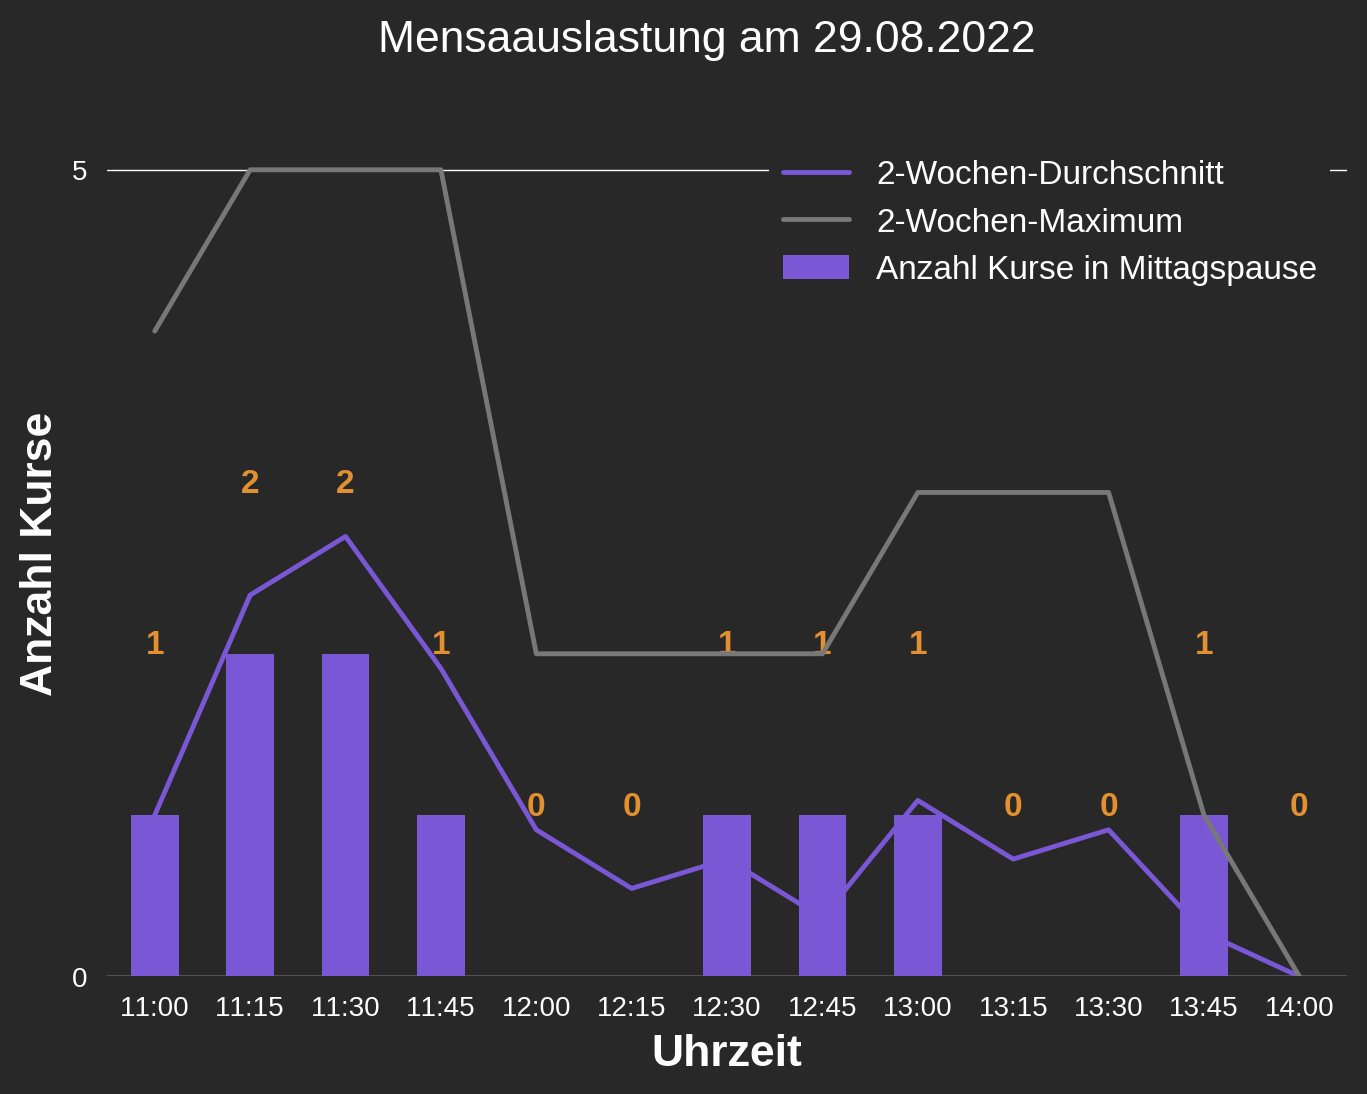 Mensaauslastung am 29.08.2022
5
2-Wochen-Durchschnitt
2-Wochen-Maximum
Anzahl Kurse in Mittagspause
Anzahl Kurse
2 2
1 1 1 1 1 1
0 0 0 0 0
0
11:00 11:15 11:30 11:45 12:00 12:15 12:30 12:45 13:00 13:15 13:30 13:45 14:00
Uhrzeit